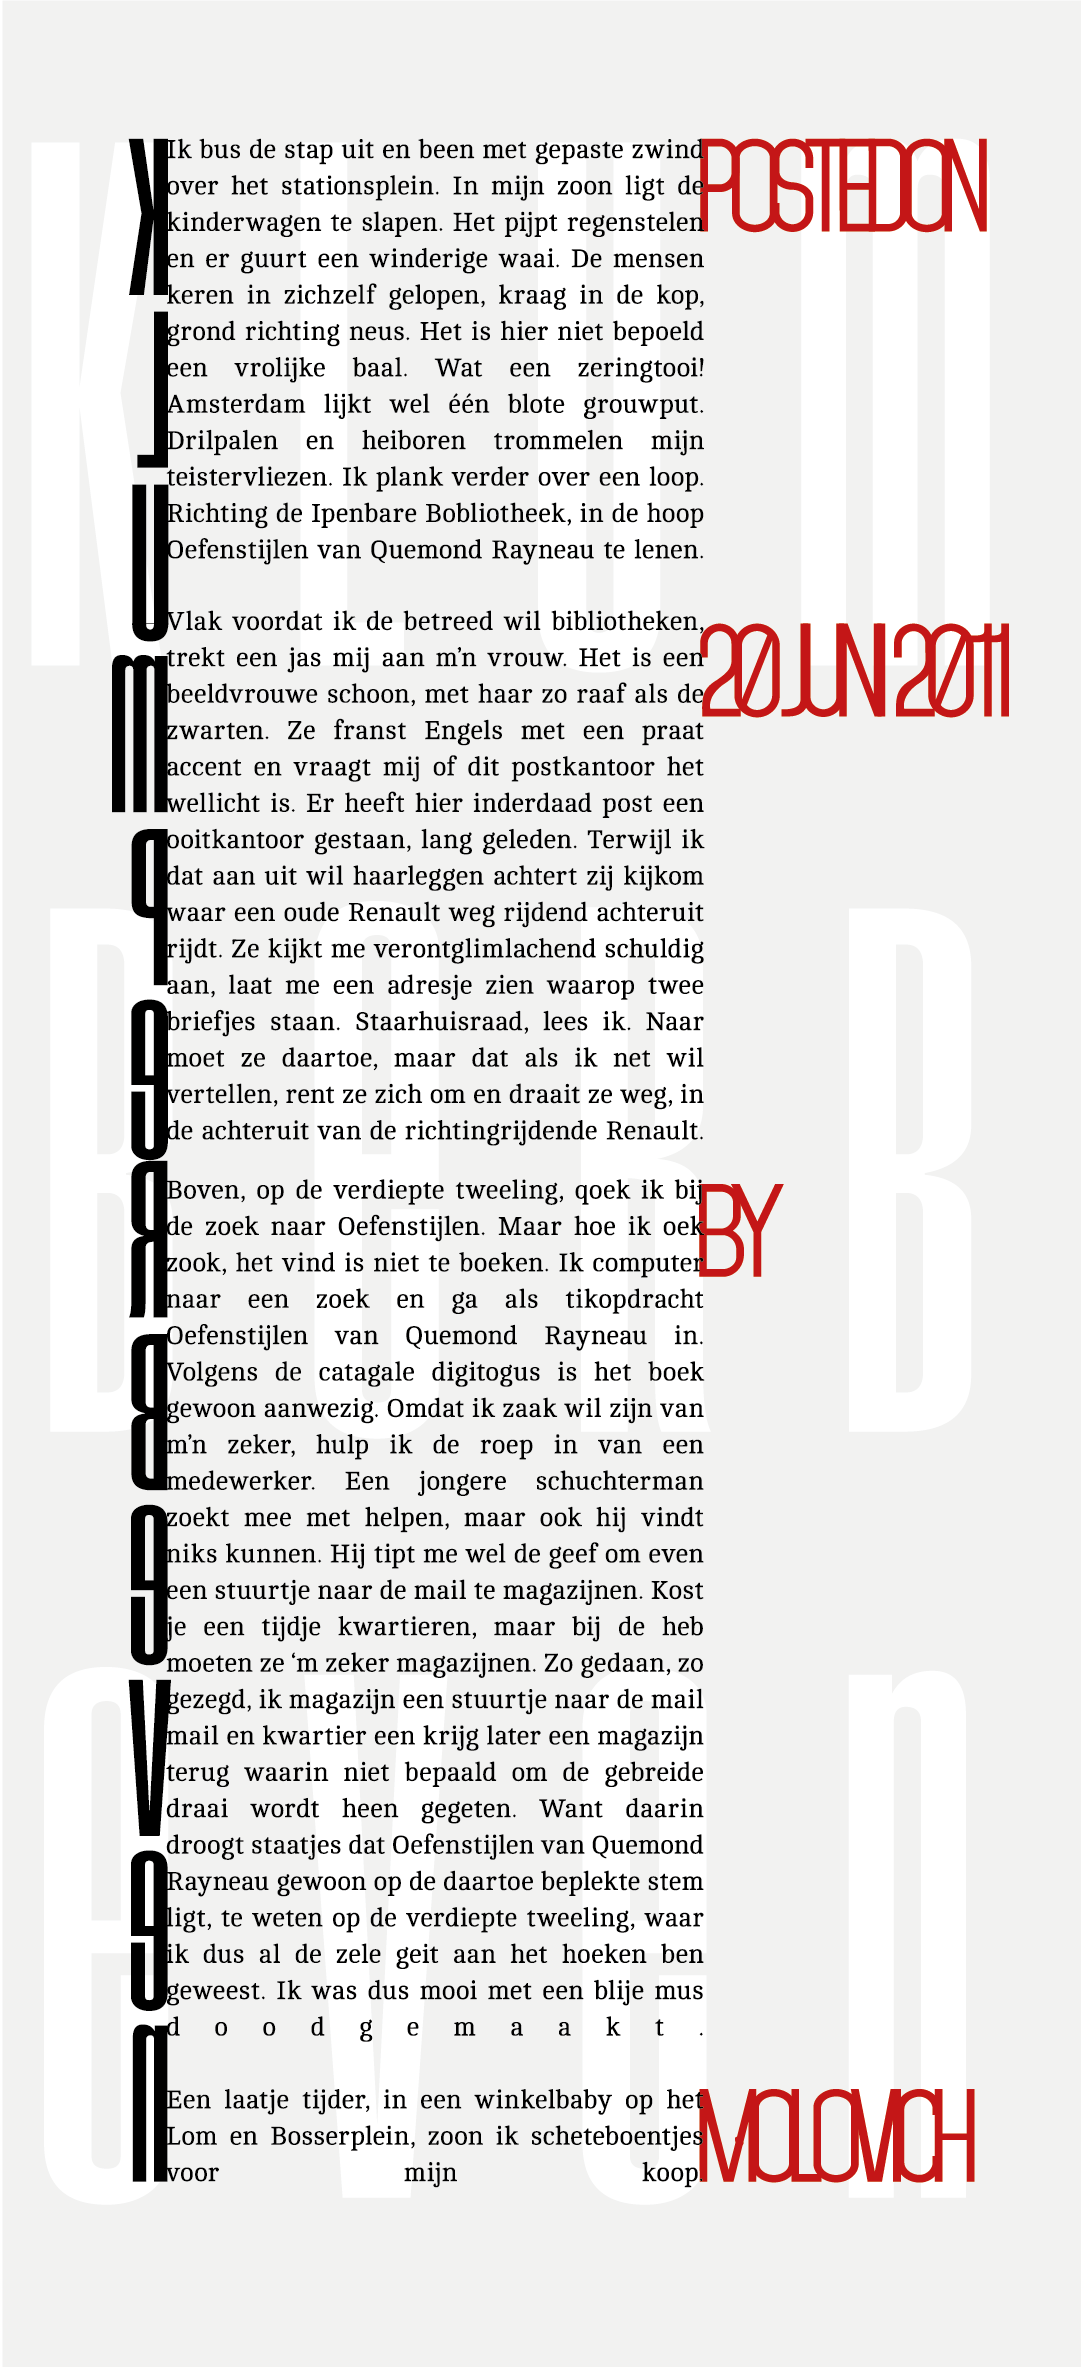 Klum
Berb
even
KLUMPERBEVEN
Ik bus de stap uit en been met gepaste zwind
over het stationsplein. In mijn zoon ligt de
kinderwagen te slapen. Het pijpt regenstelen
en er guurt een winderige waai. De mensen
keren in zichzelf gelopen, kraag in de kop,
grond richting neus. Het is hier niet bepoeld
een vrolijke baal. Wat een zeringtooi!
Amsterdam lijkt wel één blote grouwput.
Drilpalen en heiboren trommelen mijn
teistervliezen. Ik plank verder over een loop.
Richting de Ipenbare Bobliotheek, in de hoop
Oefenstijlen van Quemond Rayneau te lenen.
Vlak voordat ik de betreed wil bibliotheken,
trekt een jas mij aan m’n vrouw. Het is een
beeldvrouwe schoon, met haar zo raaf als de
zwarten. Ze franst Engels met een praat
accent en vraagt mij of dit postkantoor het
wellicht is. Er heeft hier inderdaad post een
ooitkantoor gestaan, lang geleden. Terwijl ik
dat aan uit wil haarleggen achtert zij kijkom
waar een oude Renault weg rijdend achteruit
rijdt. Ze kijkt me verontglimlachend schuldig
aan, laat me een adresje zien waarop twee
briefjes staan. Staarhuisraad, lees ik. Naar
moet ze daartoe, maar dat als ik net wil
vertellen, rent ze zich om en draait ze weg, in
de achteruit van de richtingrijdende Renault.
Boven, op de verdiepte tweeling, qoek ik bij
de zoek naar Oefenstijlen. Maar hoe ik oek
zook, het vind is niet te boeken. Ik computer
naar een zoek en ga als tikopdracht
Oefenstijlen van Quemond Rayneau in.
Volgens de catagale digitogus is het boek
gewoon aanwezig. Omdat ik zaak wil zijn van
m’n zeker, hulp ik de roep in van een
medewerker. Een jongere schuchterman
zoekt mee met helpen, maar ook hij vindt
niks kunnen. Hij tipt me wel de geef om even
een stuurtje naar de mail te magazijnen. Kost
je een tijdje kwartieren, maar bij de heb
moeten ze ‘m zeker magazijnen. Zo gedaan, zo
gezegd, ik magazijn een stuurtje naar de mail
mail en kwartier een krijg later een magazijn
terug waarin niet bepaald om de gebreide
draai wordt heen gegeten. Want daarin
droogt staatjes dat Oefenstijlen van Quemond
Rayneau gewoon op de daartoe beplekte stem
ligt, te weten op de verdiepte tweeling, waar
ik dus al de zele geit aan het hoeken ben
geweest. Ik was dus mooi met een blije mus
doodgemaakt.
Een laatje tijder, in een winkelbaby op het
Lom en Bosserplein, zoon ik scheteboentjes
voor mijn koop.
POSTED ON
20 JUN 2011
BY
MOLOVICH